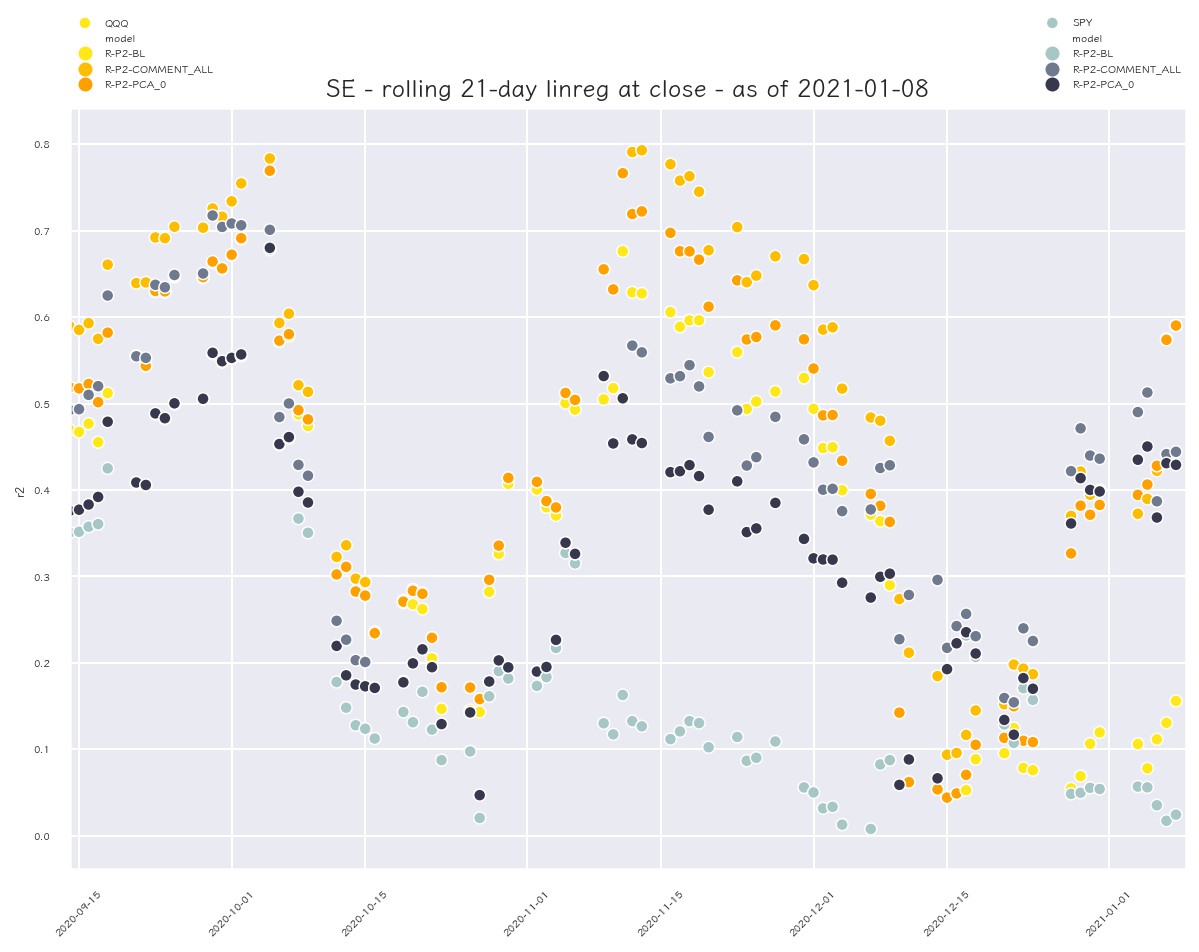 QQQ
model
R-P2-BL
R-P2-COMMENT_ALL
R-P2-PCA_0
SPY
model
R-P2-BL
R-P2-COMMENT_ALL
R-P2-PCA_0
SE - rolling 21-day linreg at close - as of 2021-01-08
0.8
0.7
0.6
0.5
0.4
0.3
0.2
0.1
0.0
r2
2020-09-15
2020-10-01
2020-10-15
2020-11-01
2020-11-15
2020-12-01
2020-12-15
2021-01-01